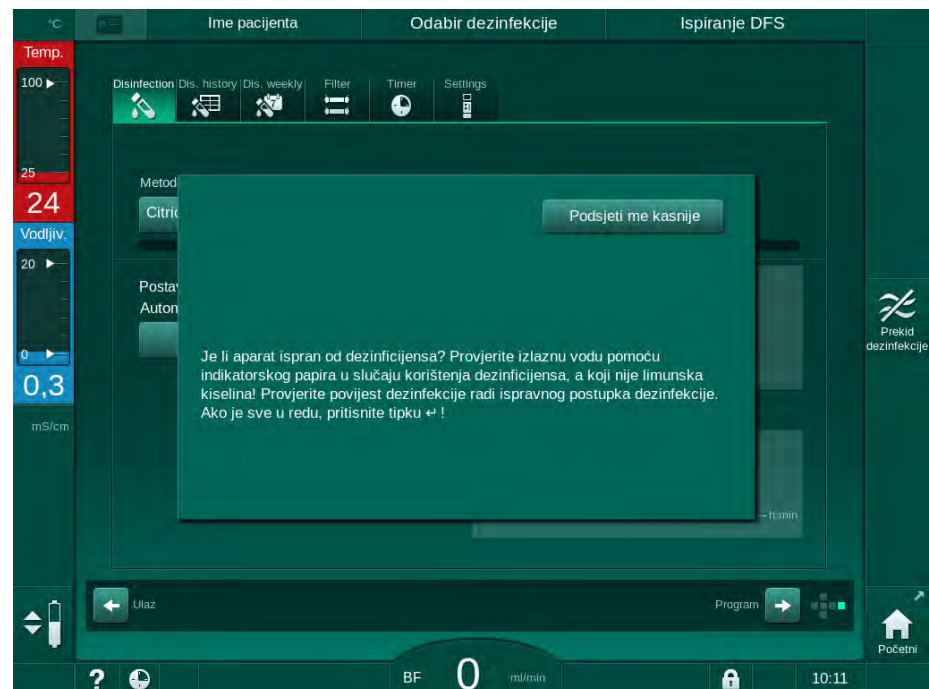 °C
Ime pacijenta
Odabir dezinfekcije
Ispiranje DFS
Temp.
100
25
24
Vodljiv.
20
0
0,3
mS/cm
Disinfection
Dis. history
Dis. weekly
Filter
Timer
Settings
7
Metod
Citric
Podsjeti me kasnije
Postav
Auton
Je li aparat ispran od dezinficijensa? Provjerite izlaznu vodu pomoću
indikatorskog papira u slučaju korištenja dezinficijensa, a koji nije limunska
kiselina! Provjerite povijest dezinfekcije radi ispravnog postupka dezinfekcije.
Ako je sve u redu, pritisnite tipku ↵ !
h:min
Prekid
dezinfekcije
Ulaz
Program
Početni
?
BF
0
ml/min
10:11